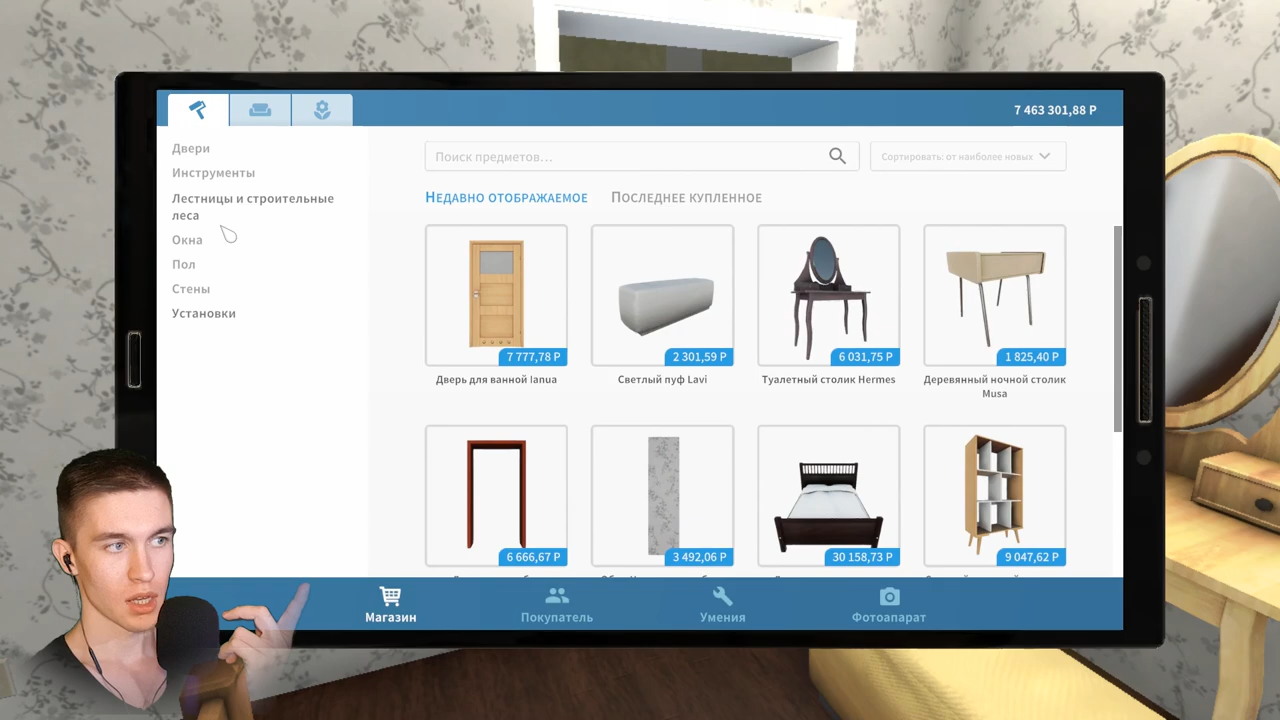 7 463 301,88 Р
Двери
Инструменты
Лестницы и строительные
леса
Окна
Пол
Стены
Установки
Поиск предметов...
Сортировать: от наиболее новых
Недавно отображаемое
Последнее купленное
7 777,78 Р
2 301,59 Р
6 031,75 Р
1 825,40 Р
Дверь для ванной Ianua
Светлый пуф Lavi
Туалетный столик Hermes
Деревянный ночной столик
Musa
6 666,67 Р
3 492,06 Р
30 158,73 Р
9 047,62 Р
Магазин
Покупатель
Умения
Фотоапарат